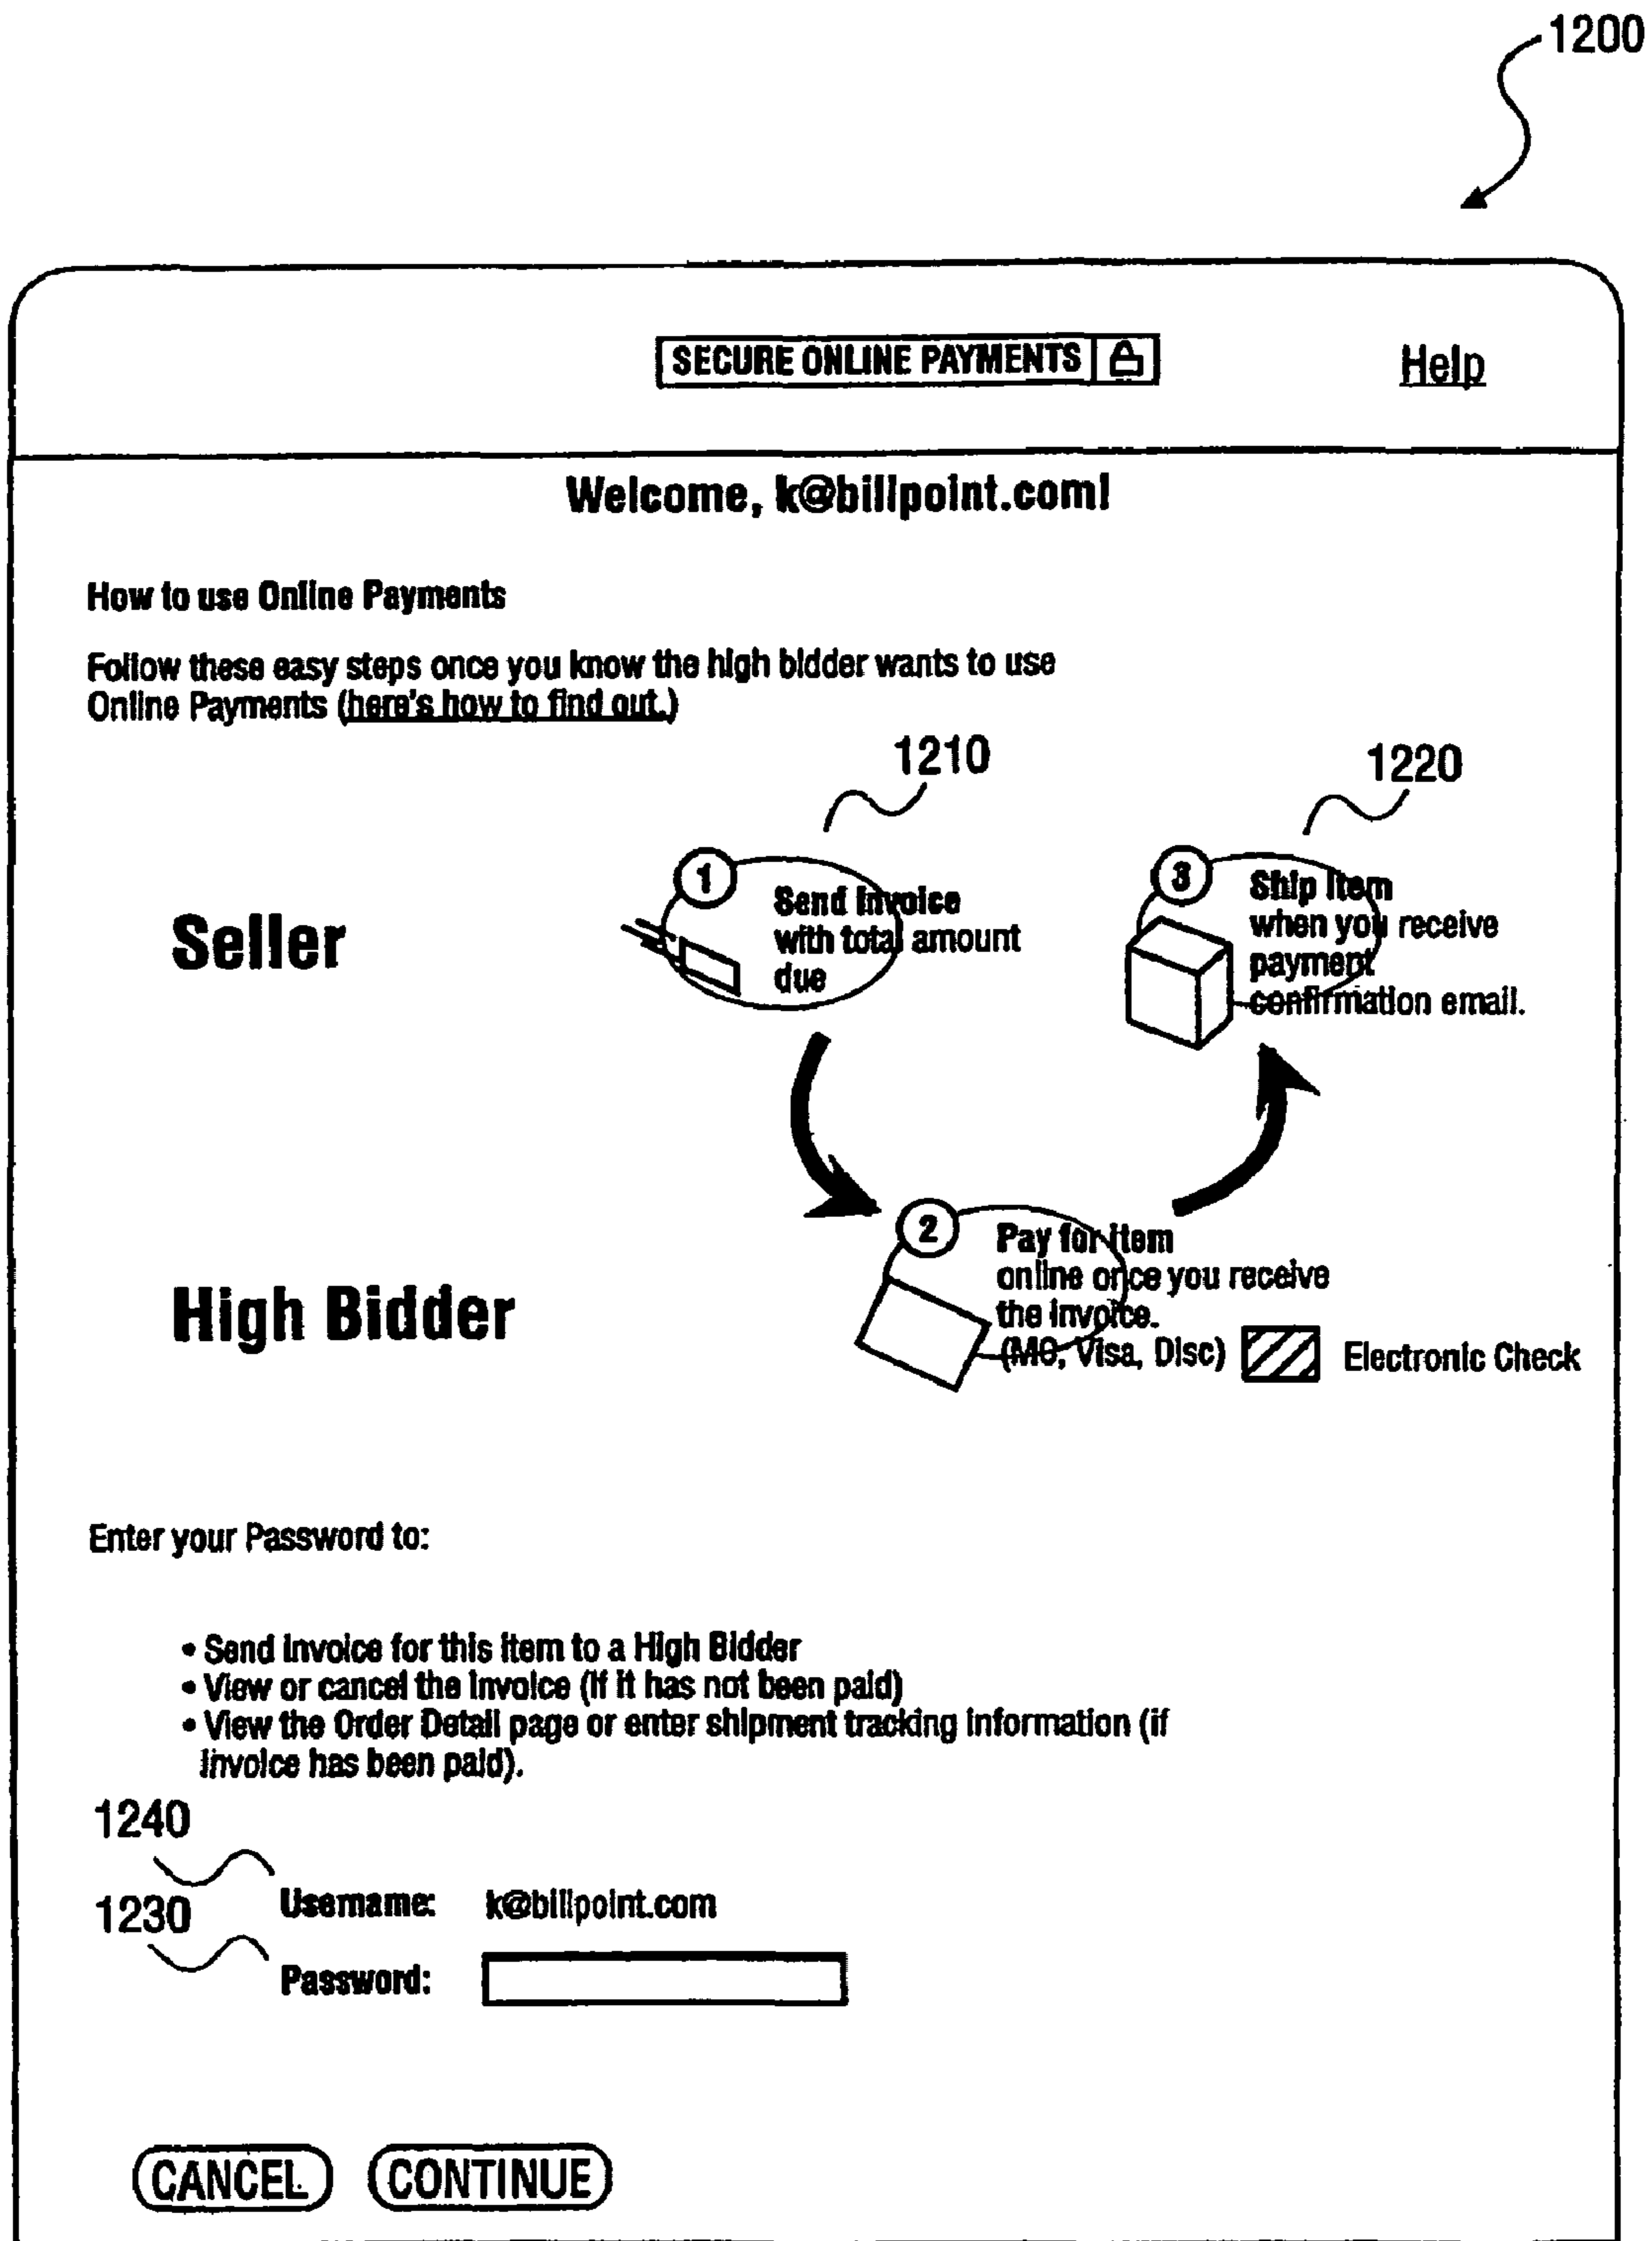 1200
SECURE ONLINE PAYMENTS
Help
Welcome, k@billpoint.com!
How to use Online Payments
Follow these easy steps once you know the high bidder wants to use
Online Payments (here's how to find out.)
1210
1220
Seller
1
Send Invoice
with total amount
due
3
Ship Item
when you receive
payment
confirmation email.
High Bidder
2
Pay for item
online once you receive
the invoice.
(MC, Visa, Disc)
Electronic Check
Enter your Password to:
• Send Invoice for this item to a High Bidder
• View or cancel the Invoice (if it has not been paid)
• View the Order Detail page or enter shipment tracking information (if
invoice has been paid).
1240
Username: k@billpoint.com
1230
Password:
CANCEL CONTINUE